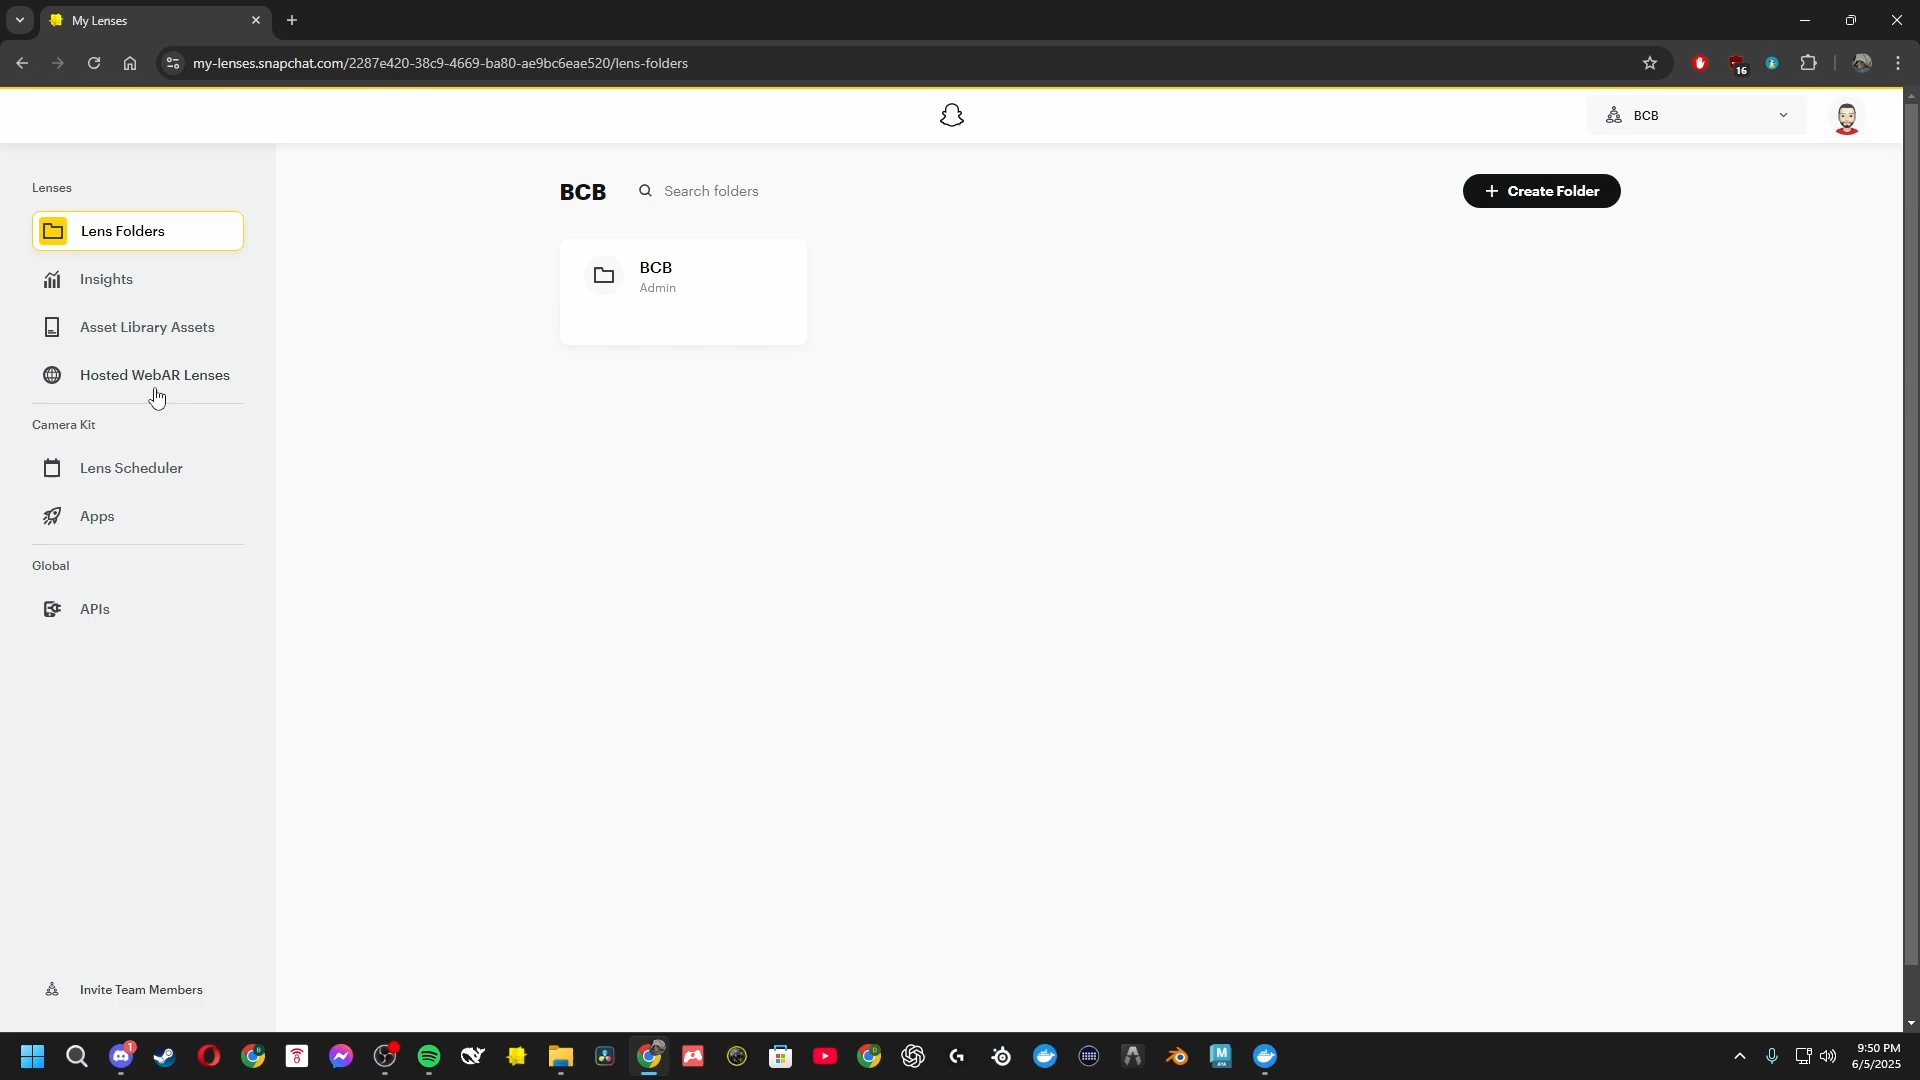 My Lenses
my-lenses.snapchat.com/2287e420-38c9-4669-ba80-ae9bc6eae520/lens-folders
16
BCB
Lenses
BCB
Search folders
Create Folder
Lens Folders
BCB
Admin
Insights
Asset Library Assets
Hosted WebAR Lenses
Camera Kit
Lens Scheduler
Apps
Global
APIs
Invite Team Members
1
9:50 PM
6/5/2025